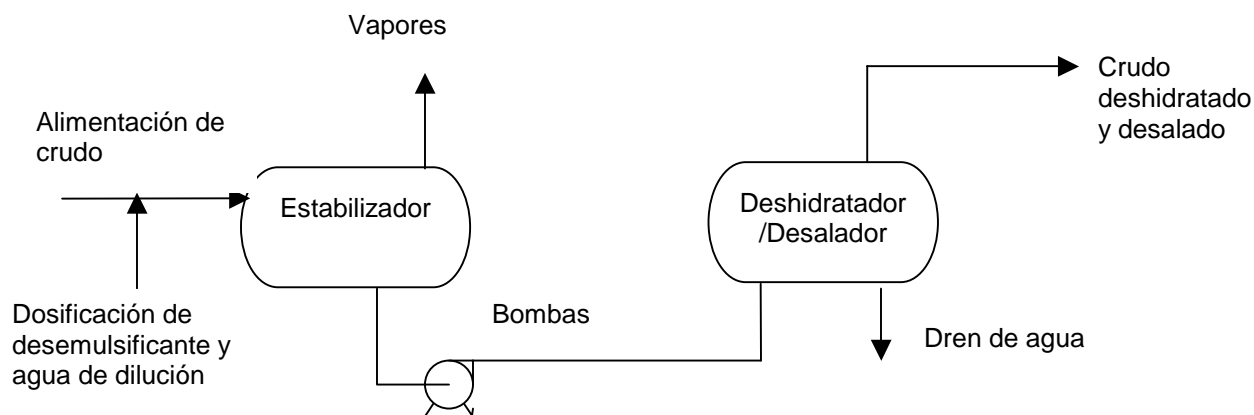 Vapores
Crudo
deshidratado
y desalado
Alimentación de
crudo
Estabilizador
Deshidratador
/Desalador
Dosificación de
desemulsificante y
agua de dilución
Bombas
Dren de agua